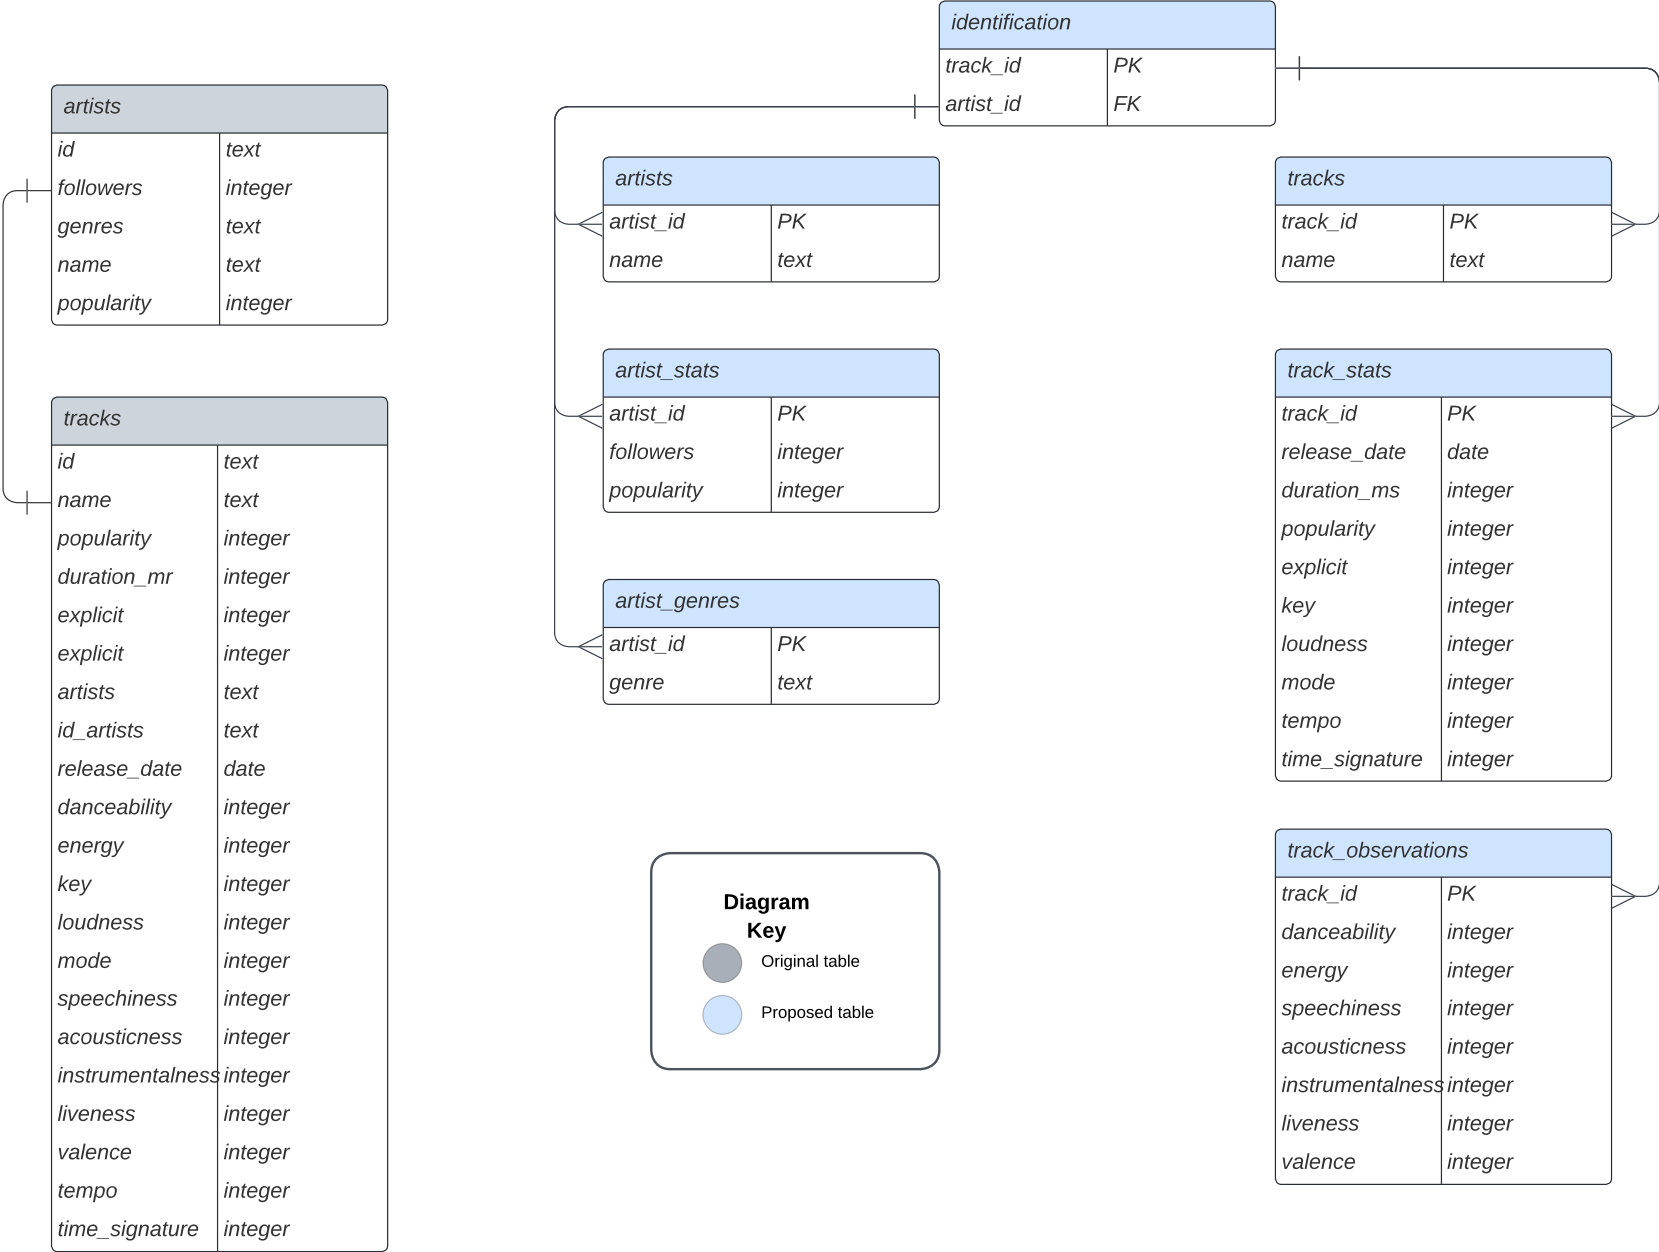 artists
id text
followers integer
genres text
name text
popularity integer
tracks
id text
name text
popularity integer
duration_mr integer
explicit integer
explicit integer
artists text
id_artists text
release_date date
danceability integer
energy integer
key integer
loudness integer
mode integer
speechiness integer
acousticness integer
instrumentalness integer
liveness integer
valence integer
tempo integer
time_signature integer
identification
track_id PK
artist_id FK
artists
artist_id PK
name text
artist_stats
artist_id PK
followers integer
popularity integer
artist_genres
artist_id PK
genre text
Diagram
Key
Original table
Proposed table
tracks
track_id PK
name text
track_stats
track_id PK
release_date date
duration_ms integer
popularity integer
explicit integer
key integer
loudness integer
mode integer
tempo integer
time_signature integer
track_observations
track_id PK
danceability integer
energy integer
speechiness integer
acousticness integer
instrumentalness integer
liveness integer
valence integer